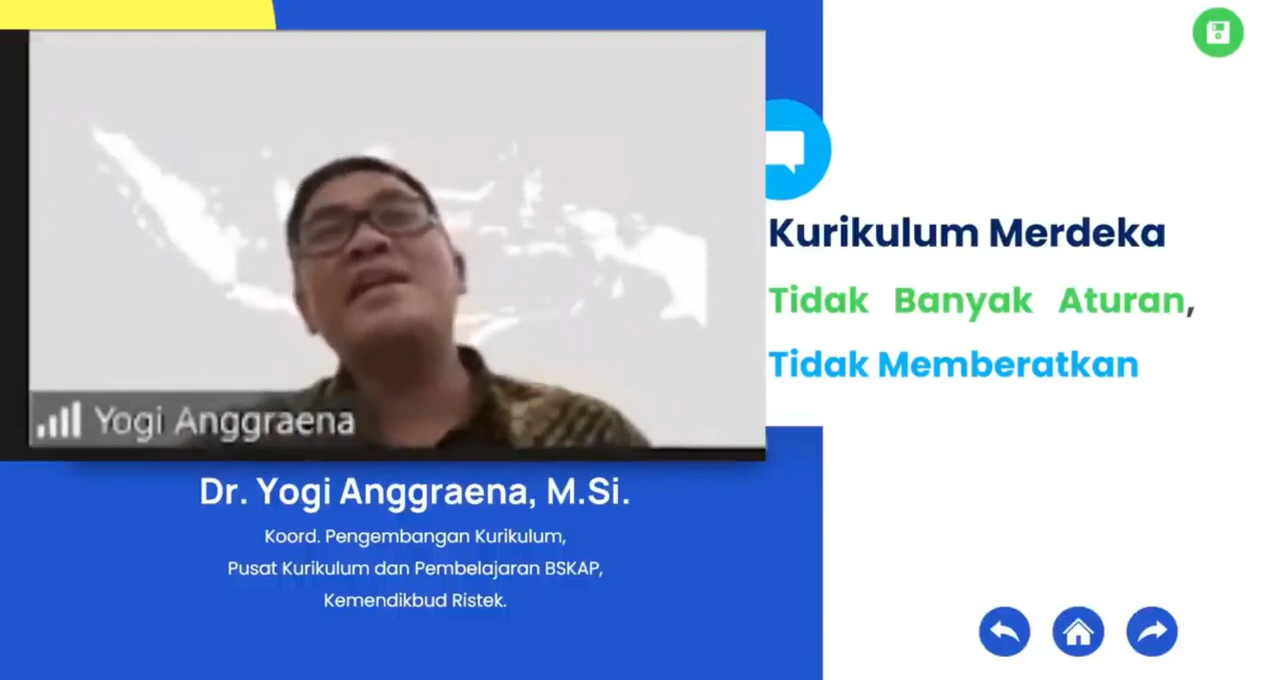 Yogi Anggraena
Kurikulum Merdeka
Tidak Banyak Aturan,
Tidak Memberatkan
Dr. Yogi Anggraena, M.Si.
Koord. Pengembangan Kurikulum,
Pusat Kurikulum dan Pembelajaran BSKAP,
Kemendikbud Ristek.